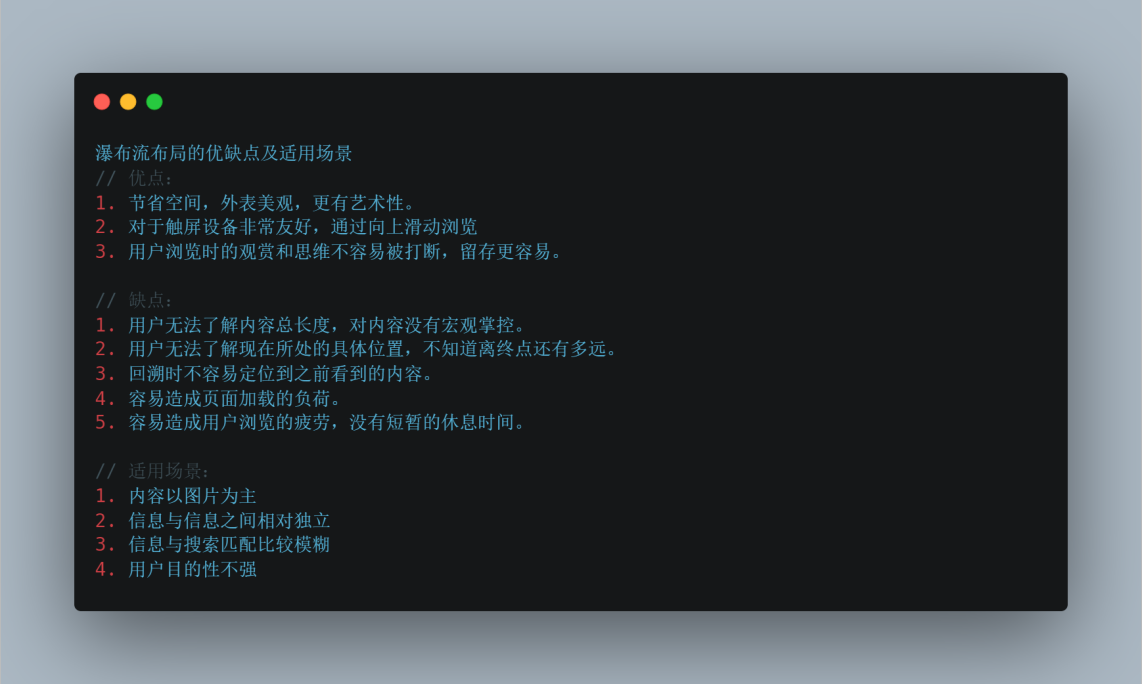 瀑布流布局的优缺点及适用场景
// 优点:
1. 节省空间，外表美观，更有艺术性。
2. 对于触屏设备非常友好，通过向上滑动浏览
3. 用户浏览时的观赏和思维不容易被打断，留存更容易。
// 缺点:
1. 用户无法了解内容总长度，对内容没有宏观掌控。
2. 用户无法了解现在所处的具体位置，不知道离终点还有多远。
3. 回溯时不容易定位到之前看到的内容。
4. 容易造成页面加载的负荷。
5. 容易造成用户浏览的疲劳，没有短暂的休息时间。
// 适用场景:
1. 内容以图片为主
2. 信息与信息之间相对独立
3. 信息与搜索匹配比较模糊
4. 用户目的性不强